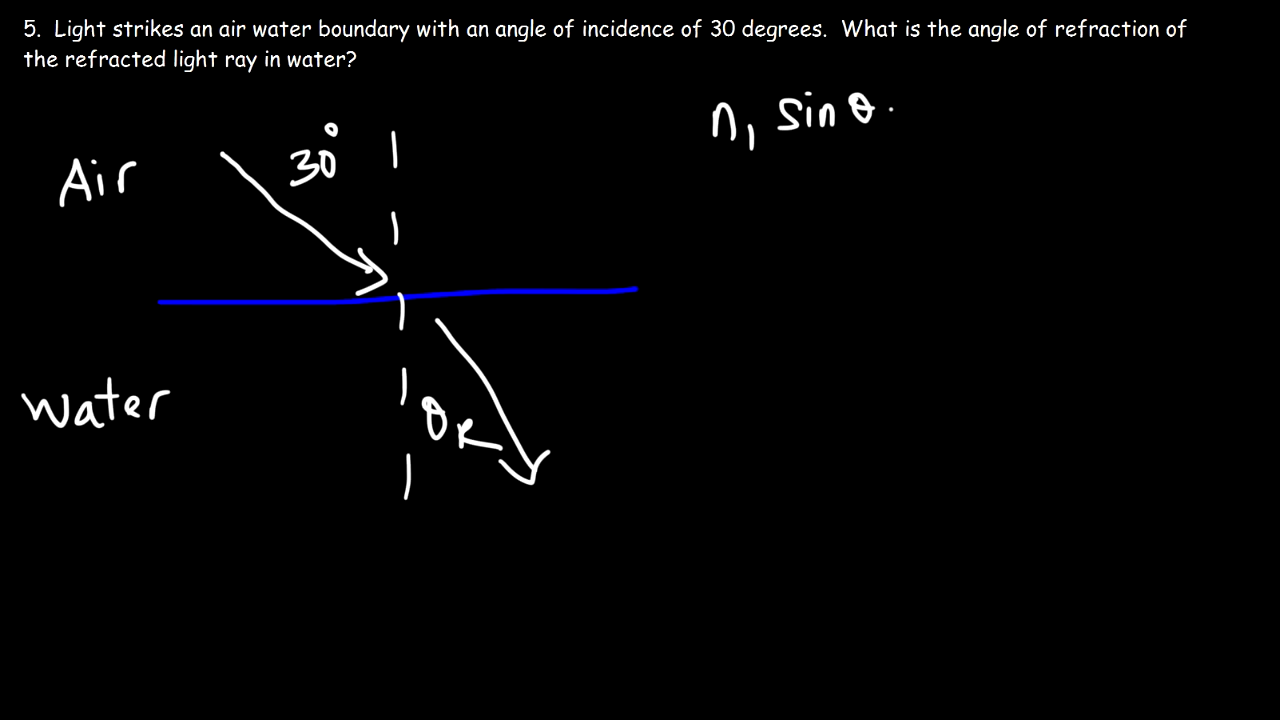 5. Light strikes an air water boundary with an angle of incidence of 30 degrees. What is the angle of refraction of
the refracted light ray in water?
n₁ sin θ
30°
Air
Water
θR